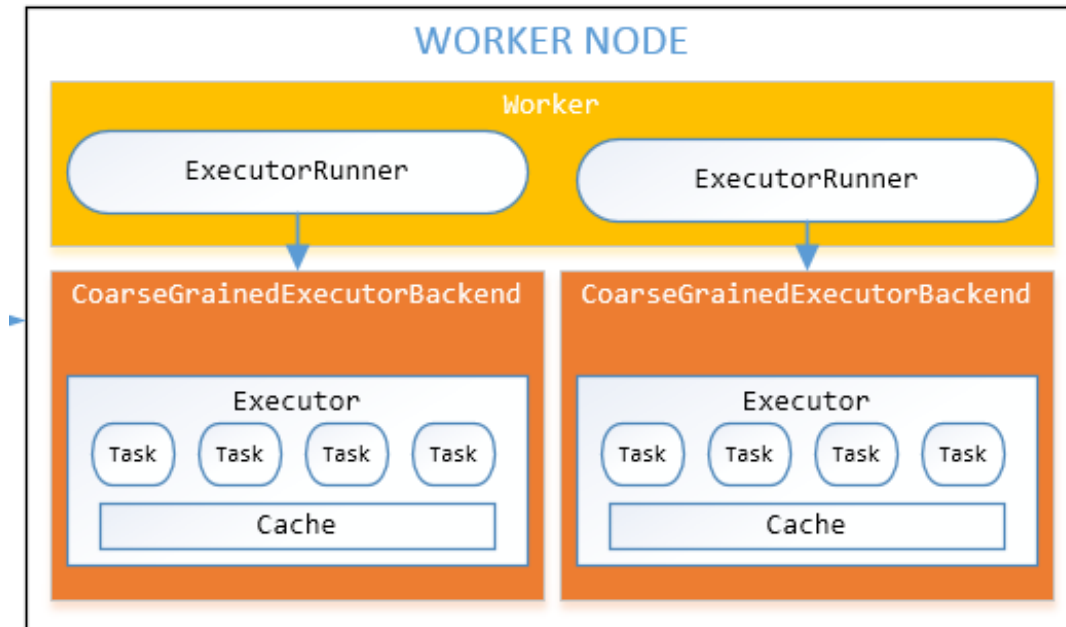 WORKER NODE
Worker
ExecutorRunner
ExecutorRunner
CoarseGrainedExecutorBackend
CoarseGrainedExecutorBackend
Executor
Task Task Task Task
Cache
Executor
Task Task Task Task
Cache